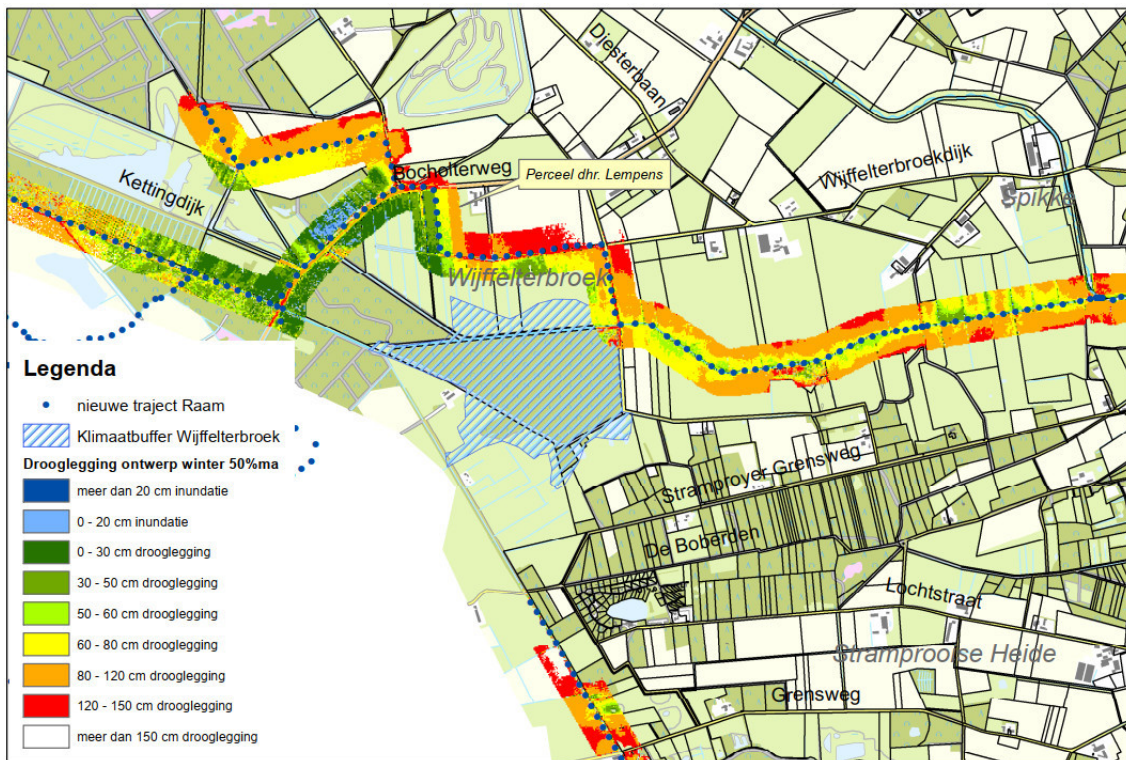 Diesterbaan
Kettingdijk
Bocholterweg
Perceel dhr. Lempens
Wijffelterbroekdijk
Spikke
Wijffelterbroek
Legenda
nieuwe traject Raam
Klimaatbuffer Wijffelterbroek
Drooglegging ontwerp winter 50%ma
meer dan 20 cm inundatie
0 - 20 cm inundatie
0 - 30 cm drooglegging
30 - 50 cm drooglegging
50 - 60 cm drooglegging
60 - 80 cm drooglegging
80 - 120 cm drooglegging
120 - 150 cm drooglegging
meer dan 150 cm drooglegging
Stramproyer Grensweg
De Boberden
Lochtstraat
Stramprooise Heide
Grensweg